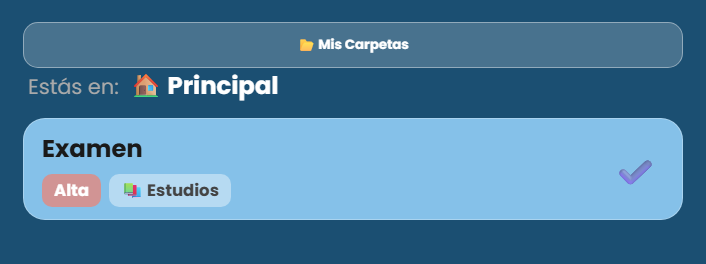 📂 Mis Carpetas
Estás en: 🏠 Principal
Examen
Alta 📚 Estudios